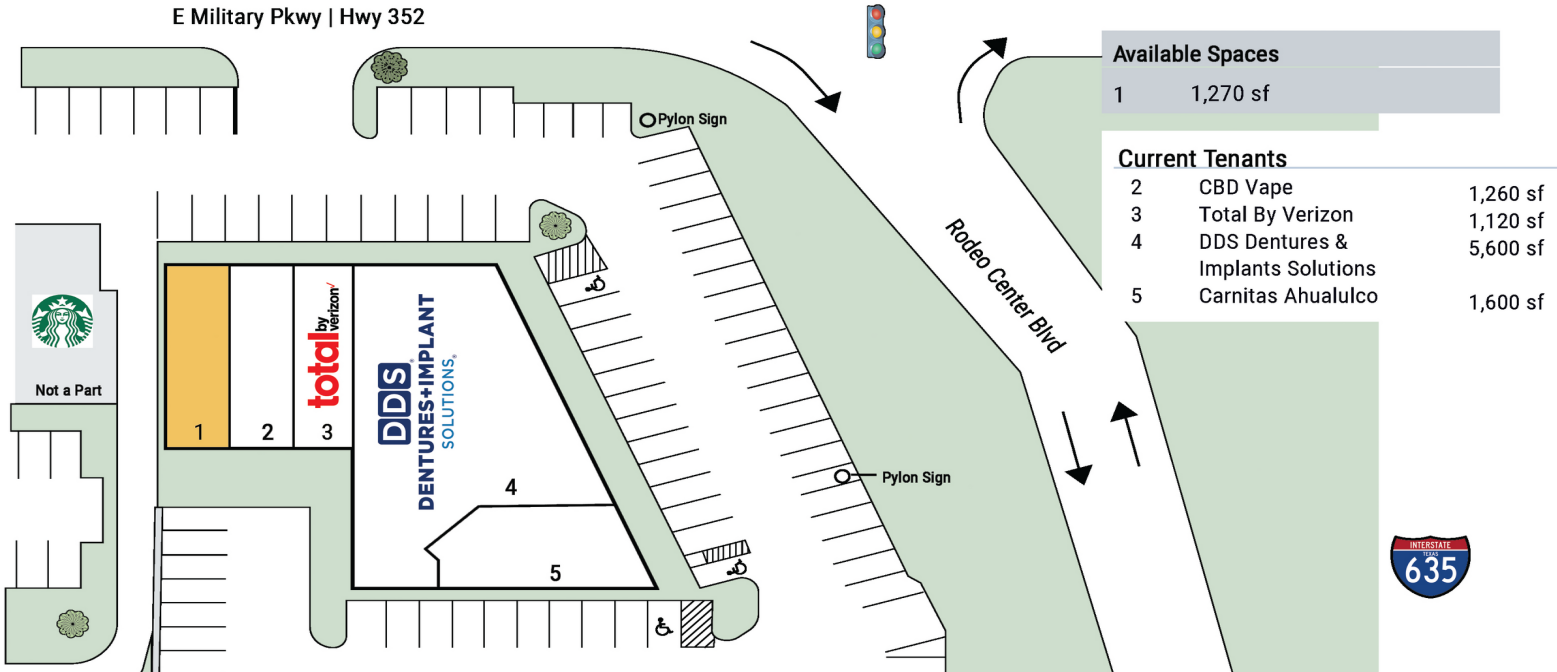 E Military Pkwy | Hwy 352
Available Spaces
1 1,270 sf
Current Tenants
2 CBD Vape 1,260 sf
3 Total By Verizon 1,120 sf
4 DDS Dentures & 5,600 sf
Implants Solutions
5 Carnitas Ahualulco 1,600 sf
Pylon Sign
Rodeo Center Blvd
Not a Part
1
2
total by verizon
3
DDS®
DENTURES+IMPLANT
SOLUTIONS®
4
5
Pylon Sign
INTERSTATE
TEXAS
635